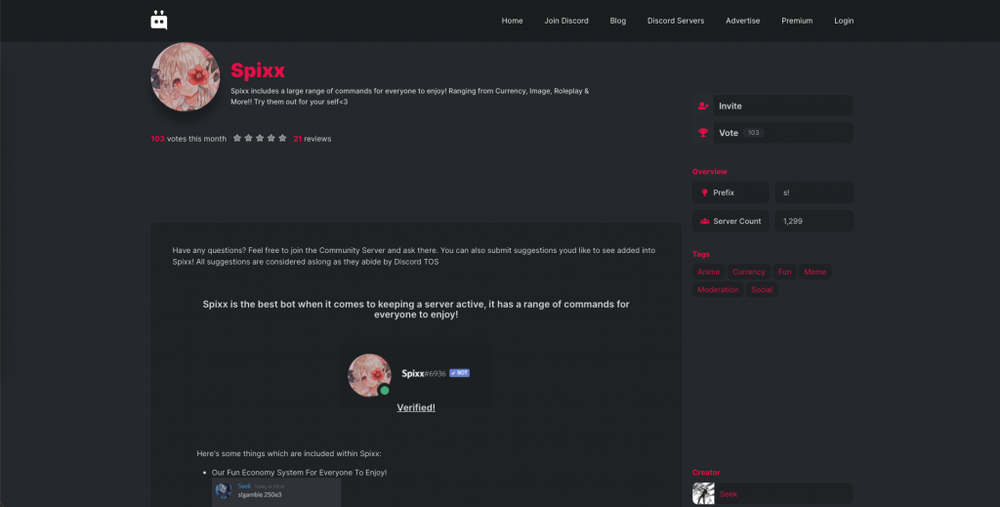 Home Join Discord Blog Discord Servers Advertise Premium Login
Spixx
Spixx includes a large range of commands for everyone to enjoy! Ranging from Currency, Image, Roleplay &
More!! Try them out for your self<3
103 votes this month 21 reviews
Invite
Vote 103
Overview
Prefix s!
Server Count 1,299
Tags
Anime Currency Fun Meme
Moderation Social
Have any questions? Feel free to join the Community Server and ask there. You can also submit suggestions youd like to see added into
Spixx! All suggestions are considered aslong as they abide by Discord TOS
Spixx is the best bot when it comes to keeping a server active, it has a range of commands for
everyone to enjoy!
Spixx#6936 BOT
Verified!
Here's some things which are included within Spixx:
Our Fun Economy System For Everyone To Enjoy!
Seek Today at
s!gamble 250e3
Creator
Seek